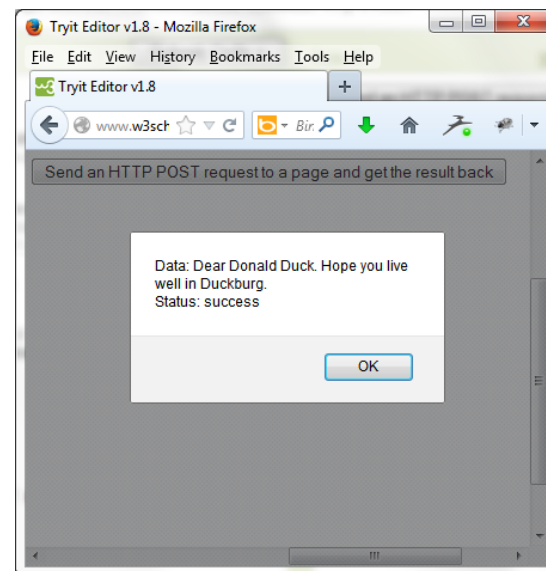 Tryit Editor v1.8 - Mozilla Firefox
File Edit View History Bookmarks Tools Help
Tryit Editor v1.8
www.w3sch
Bin
Send an HTTP POST request to a page and get the result back
Data: Dear Donald Duck. Hope you live
well in Duckburg.
Status: success
OK